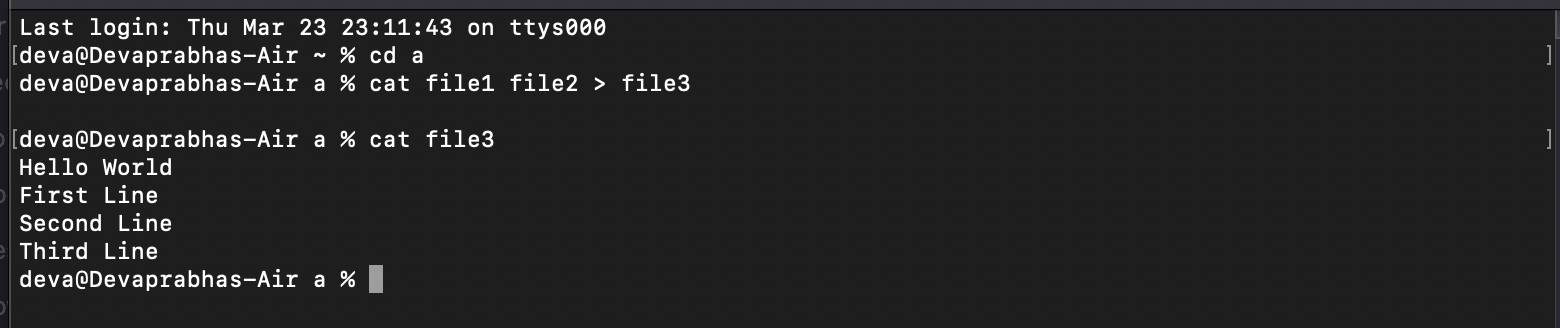 Last login: Thu Mar 23 23:11:43 on ttys000
[deva@Devaprabhas-Air ~ % cd a ]
deva@Devaprabhas-Air a % cat file1 file2 > file3
[deva@Devaprabhas-Air a % cat file3 ]
Hello World
First Line
Second Line
Third Line
deva@Devaprabhas-Air a %